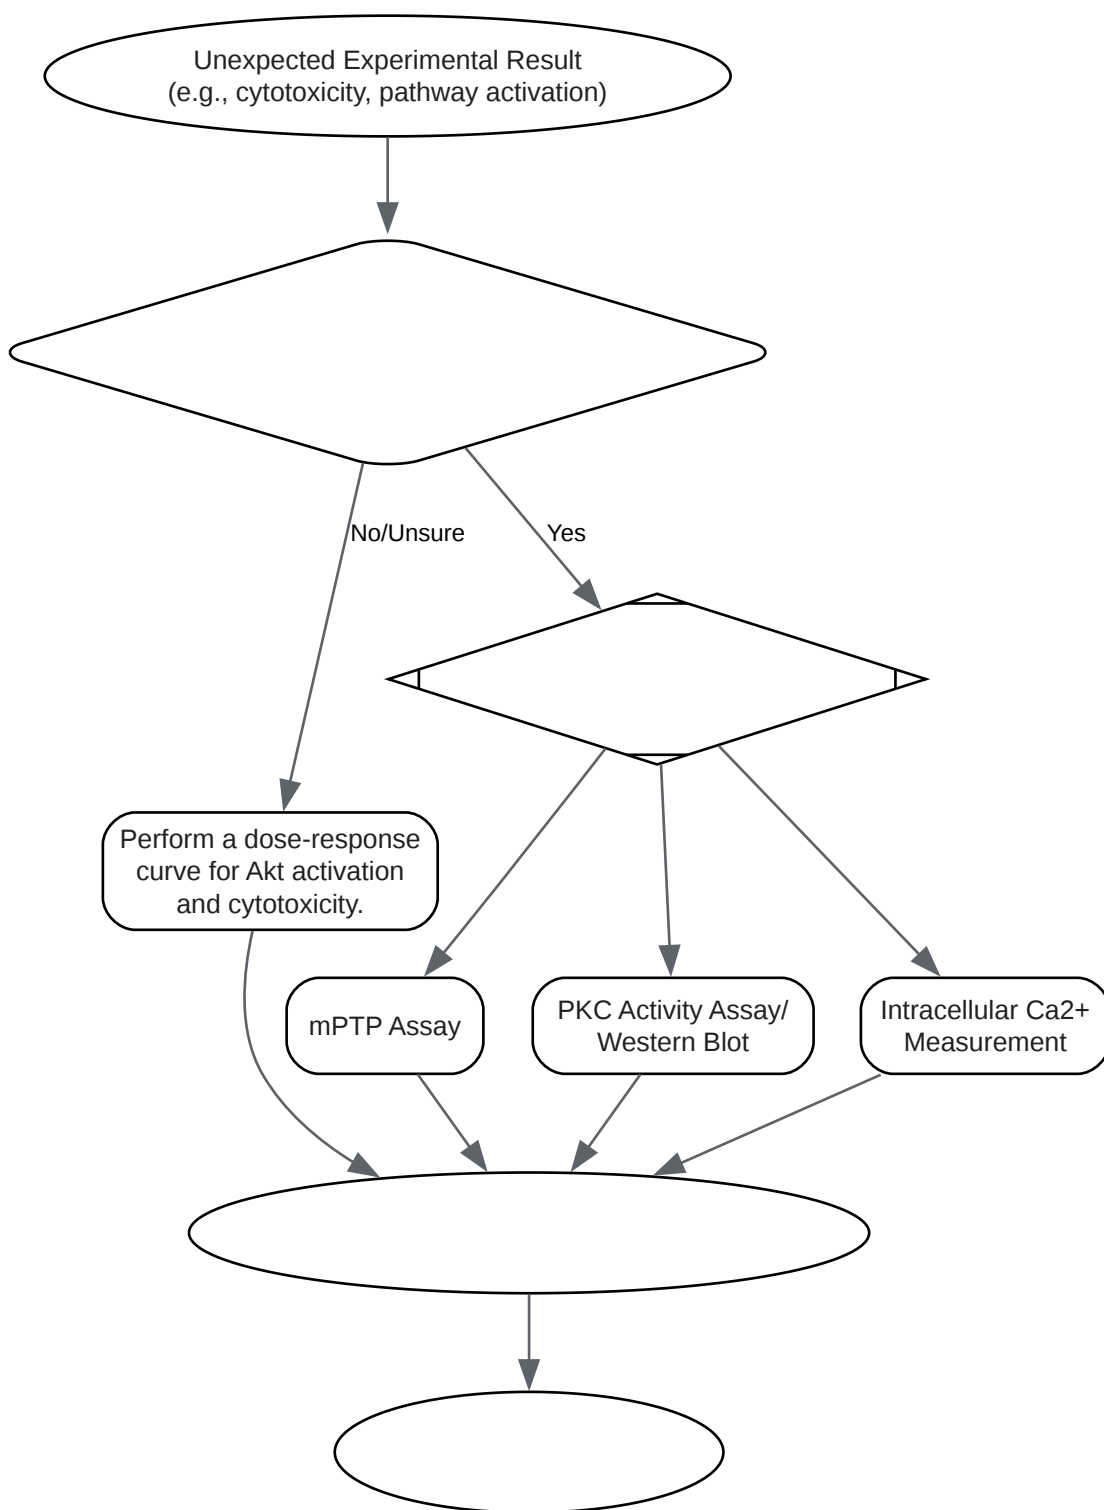 Unexpected Experimental Result
(e.g., cytotoxicity, pathway activation)
No/Unsure
Yes
Perform a dose-response
curve for Akt activation
and cytotoxicity.
mPTP Assay
PKC Activity Assay/
Western Blot
Intracellular Ca2+
Measurement